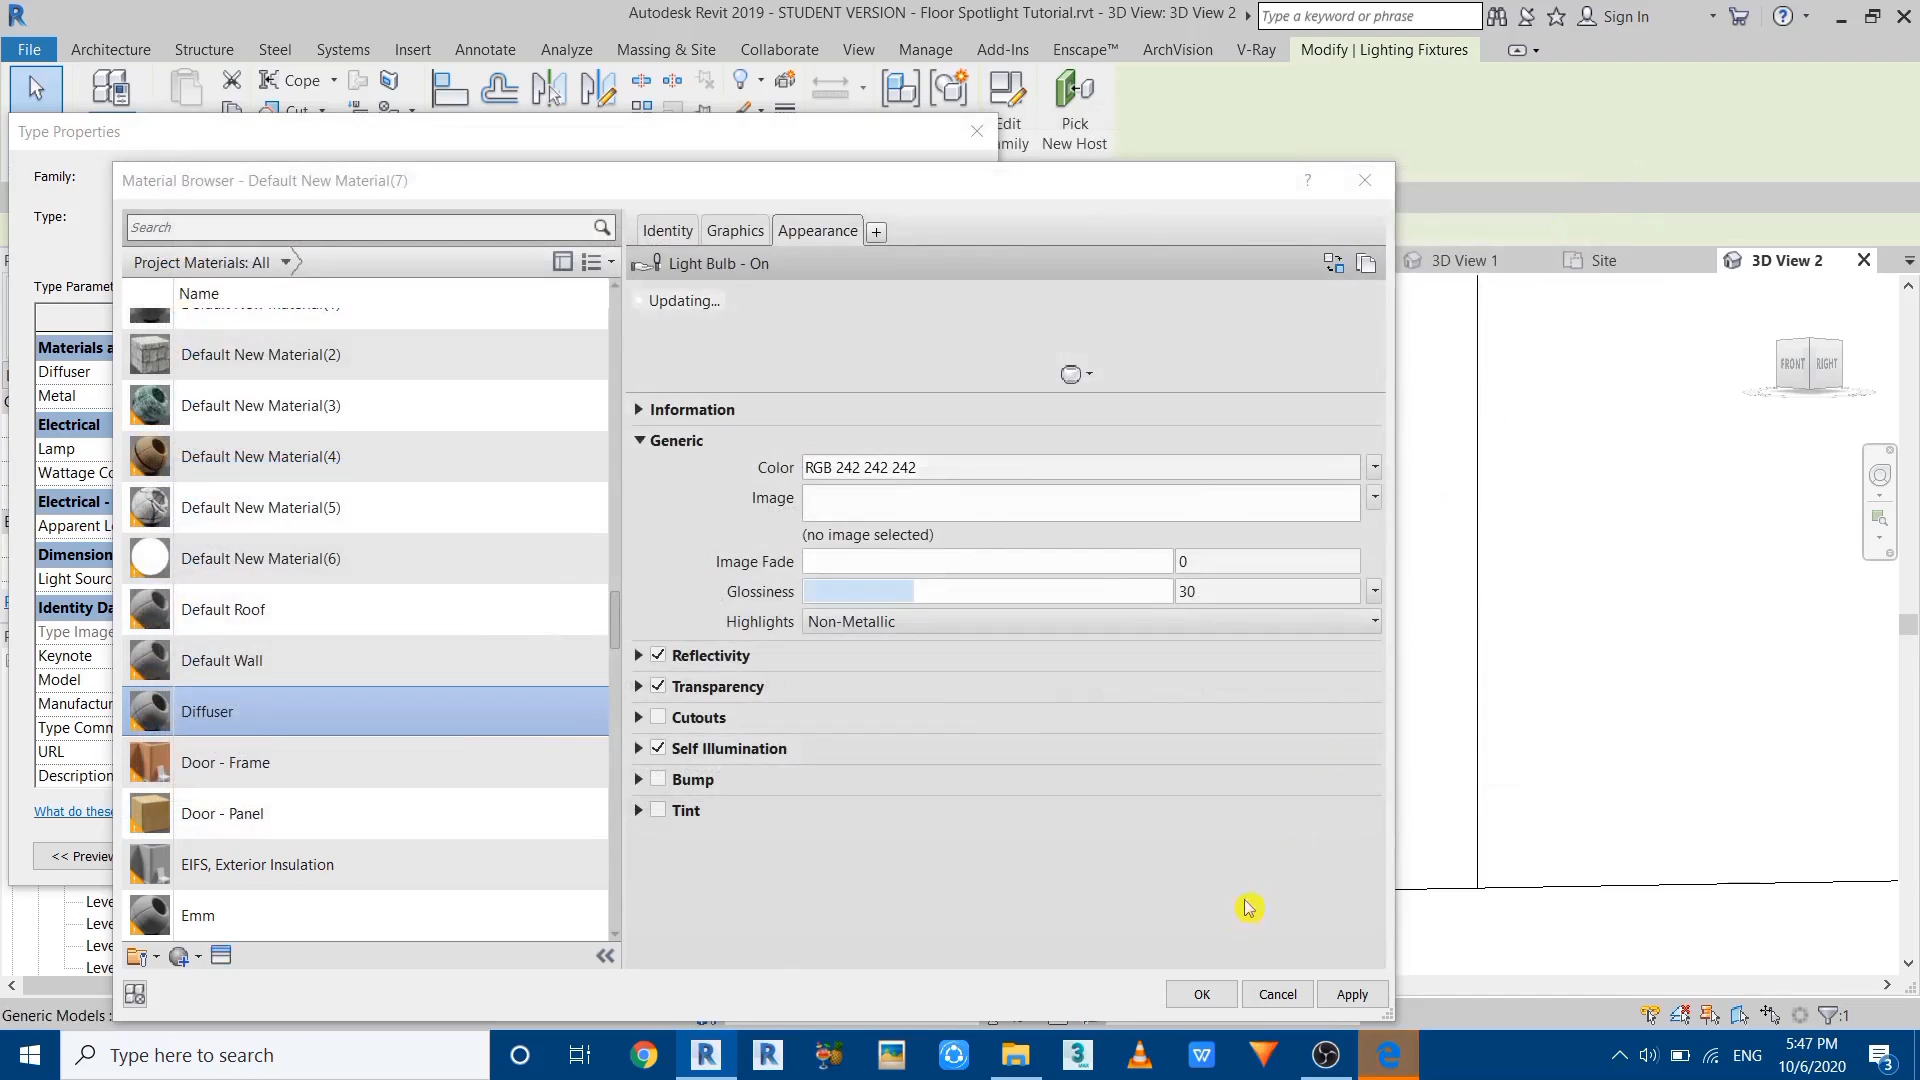 Autodesk Revit 2019 - STUDENT VERSION - Floor Spotlight Tutorial.rvt - 3D View: 3D View 2
Type a keyword or phrase
Sign In
File Architecture Structure Steel Systems Insert Annotate Analyze Massing & Site Collaborate View Manage Add-Ins Enscape™ ArchVision V-Ray Modify | Lighting Fixtures
Cope
Cut
Edit
Pick
New Host
Type Properties
Family:
Type:
Material Browser - Default New Material(7)
?
Search
Identity Graphics Appearance +
Project Materials: All
Light Bulb - On
3D View 1 Site 3D View 2
Name
Updating...
Default New Material(2)
Default New Material(3)
Default New Material(4)
Default New Material(5)
Default New Material(6)
Default Roof
Default Wall
Diffuser
Door - Frame
Door - Panel
EIFS, Exterior Insulation
Emm
FRONT RIGHT
Diffuser
Metal
Electrical
Lamp
Electrical -
Light Sourc
Keynote
Model
URL
Description
What do these
<< Preview
Information
Generic
Color RGB 242 242 242
Image
(no image selected)
Image Fade 0
Glossiness 30
Highlights Non-Metallic
Reflectivity
Transparency
Cutouts
Self Illumination
Bump
Tint
OK Cancel Apply
Generic Models :
:1
Type here to search
ENG
5:47 PM
10/6/2020
3